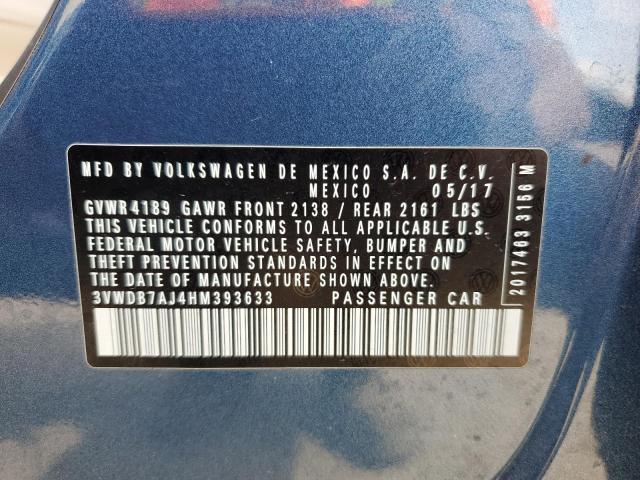 MFD BY VOLKSWAGEN DE MEXICO S.A. DE C.V.
MEXICO 05/17
GVWR4189 GAWR FRONT 2138 / REAR 2161 LBS
THIS VEHICLE CONFORMS TO ALL APPLICABLE U.S.
FEDERAL MOTOR VEHICLE SAFETY, BUMPER AND
THEFT PREVENTION STANDARDS IN EFFECT ON
THE DATE OF MANUFACTURE SHOWN ABOVE.
3VWDB7AJ4HM393633 PASSENGER CAR
2017463 3156 M